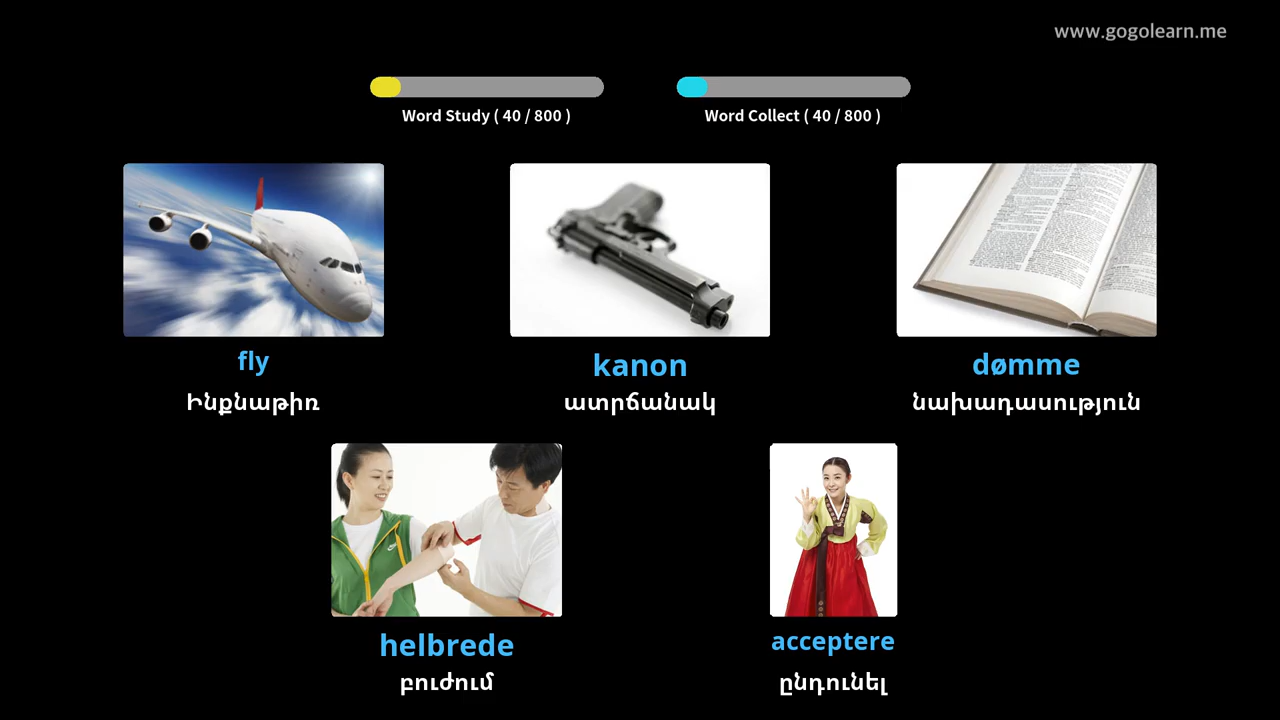 www.gogolearn.me
Word Study ( 40 / 800 )
Word Collect ( 40 / 800 )
fly
kanon
dømme
Ինքնաթիռ
ատրճանակ
նախադասություն
helbrede
acceptere
բուժում
ընդունել